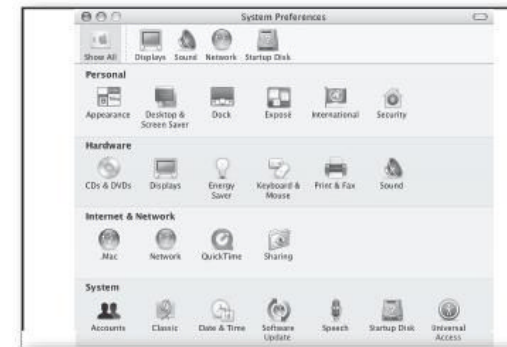 System Preferences
Show All Displays Sound Network Startup Disk
Personal
Appearance Desktop & Screen Saver Dock Exposé International Security
Hardware
CDs & DVDs Displays Energy Saver Keyboard & Mouse Print & Fax Sound
Internet & Network
.Mac Network QuickTime Sharing
System
Accounts Classic Date & Time Software Update Speech Startup Disk Universal Access